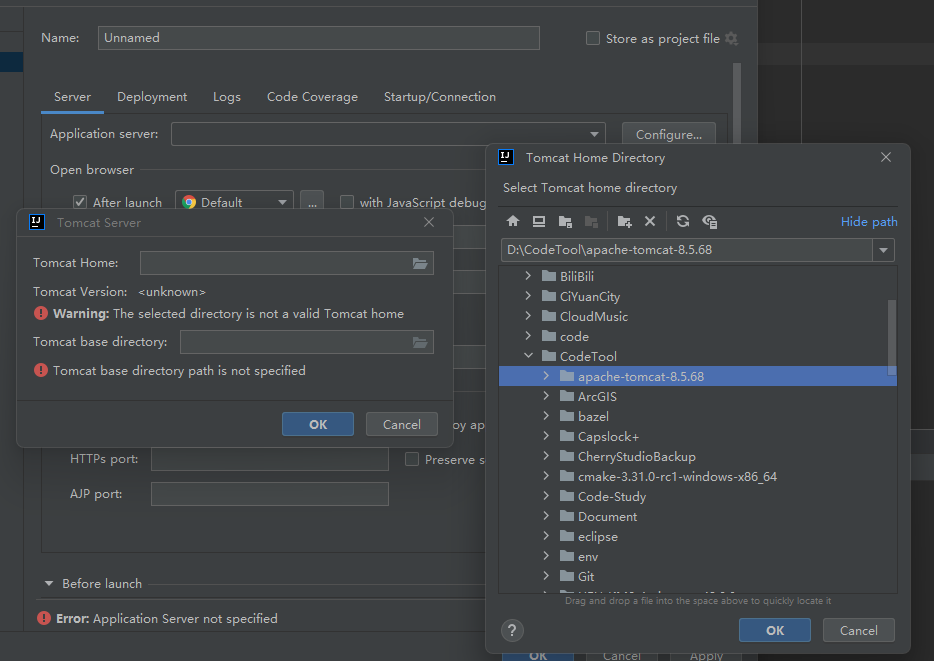 Name:
Unnamed
Store as project file
Server
Deployment
Logs
Code Coverage
Startup/Connection
Application server:
Configure...
Open browser
After launch
Default
...
with JavaScript debug
Tomcat Server
Tomcat Home:
Tomcat Version: <unknown>
Warning: The selected directory is not a valid Tomcat home
Tomcat base directory:
Tomcat base directory path is not specified
OK
Cancel
oy ap
HTTPs port:
Preserve s
AJP port:
Before launch
Error: Application Server not specified
Tomcat Home Directory
Select Tomcat home directory
Hide path
D:\CodeTool\apache-tomcat-8.5.68
BiliBili
CiYuanCity
CloudMusic
code
CodeTool
apache-tomcat-8.5.68
ArcGIS
bazel
Capslock+
CherryStudioBackup
cmake-3.31.0-rc1-windows-x86_64
Code-Study
Document
eclipse
env
Git
Drag and drop a file into the space above to quickly locate it
?
OK
Cancel
OK
Cancel
Apply